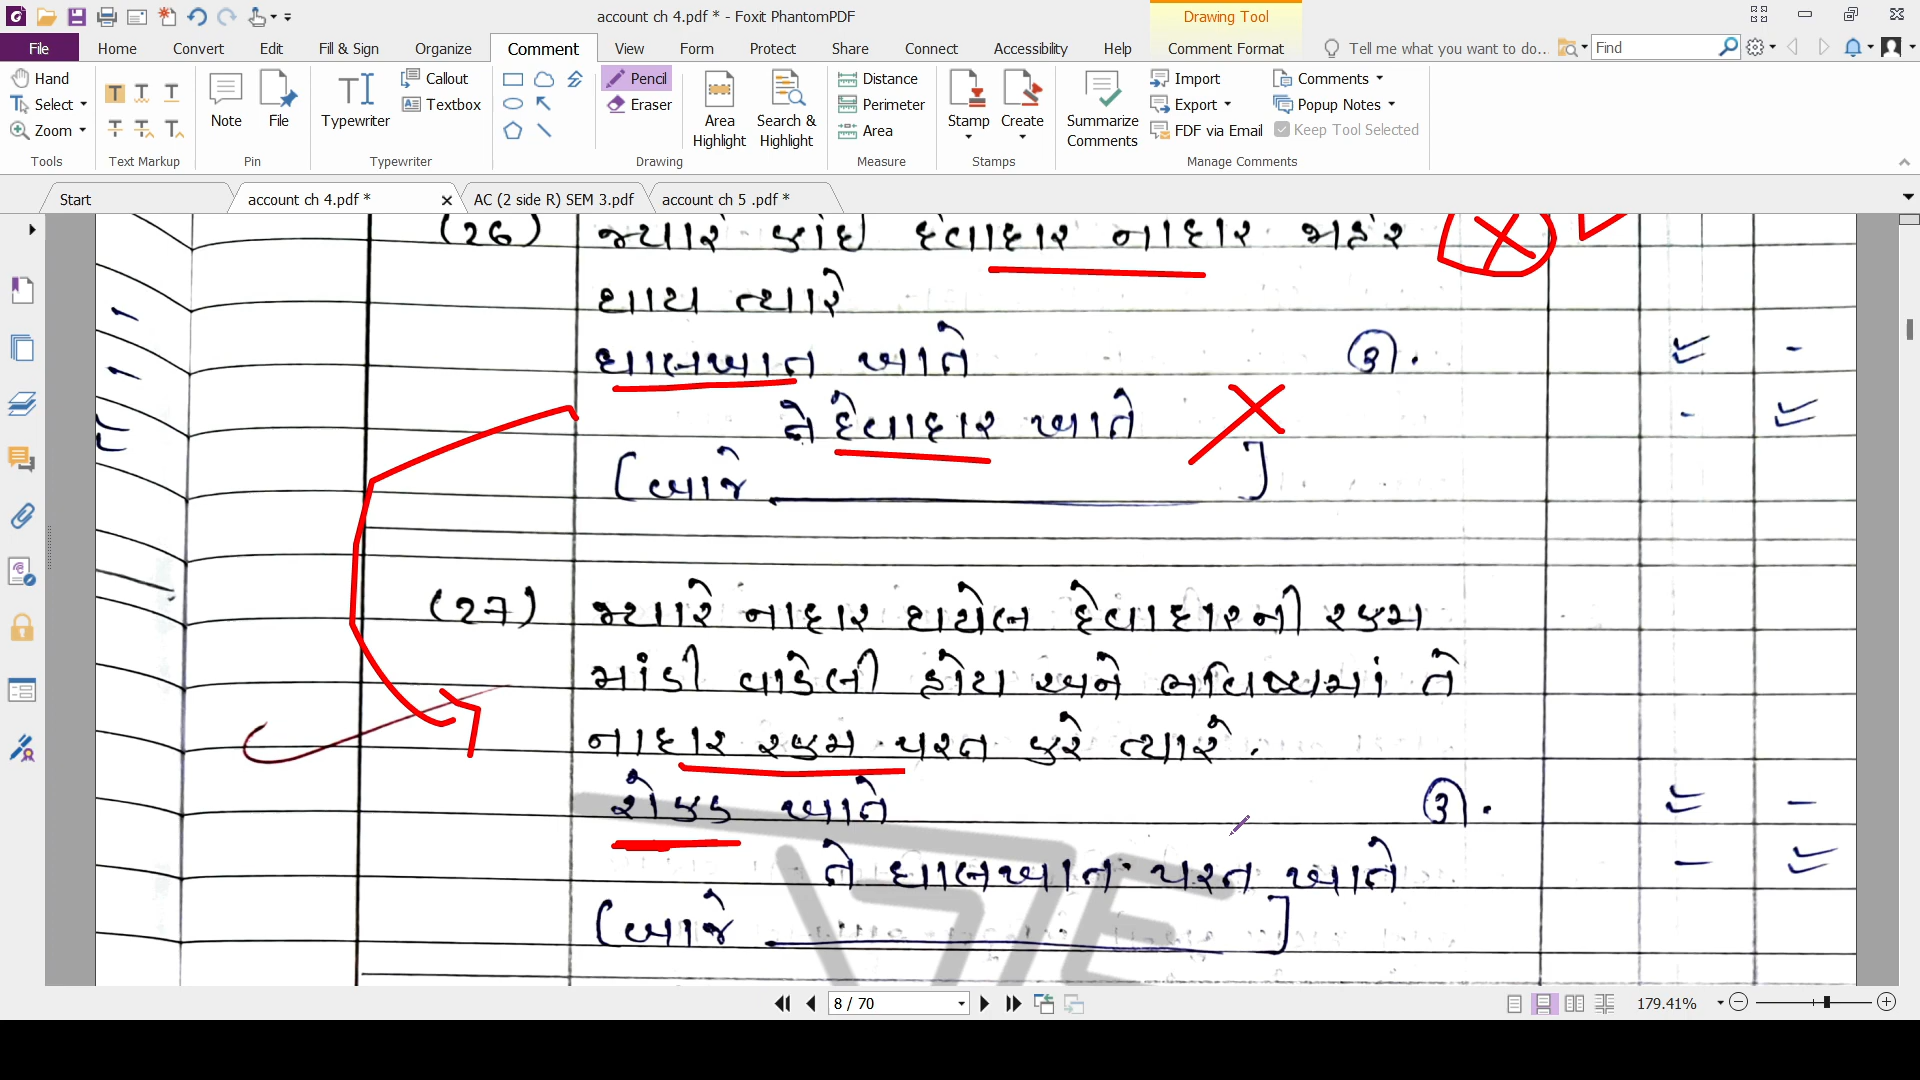 account ch 4.pdf * - Foxit PhantomPDF
Drawing Tool
File Home Convert Edit Fill & Sign Organize Comment View Form Protect Share Connect Accessibility Help Comment Format Tell me what you want to do... Find
Hand
Select
Zoom
Tools
Text Markup
Note
File
Pin
Typewriter
Callout
Textbox
Typewriter
Pencil
Eraser
Area Highlight
Search & Highlight
Drawing
Distance
Perimeter
Area
Measure
Stamp
Create
Stamps
Summarize Comments
Import
Export
FDF via Email
Comments
Popup Notes
Keep Tool Selected
Manage Comments
Start
account ch 4.pdf *
AC (2 side R) SEM 3.pdf
account ch 5 .pdf *
(26) જ્યારે કોઇ દેવાદાર નાદાર જાહેર
થાય ત્યારે
ઘાલખાત ખાતે ઉ.
તે દેવાદાર ખાતે
[બાજે ]
(27) જ્યારે નાદાર થયેલ દેવાદારની રકમ
માંડી વાડેલી હોય અને ભવિષ્યમાં તે
નાદાર રકમ પરત કરે ત્યારે.
રોકડ ખાતે ઉ.
તે ઘાલખાત પરત ખાતે
[બાજે ]
8 / 70
179.41%